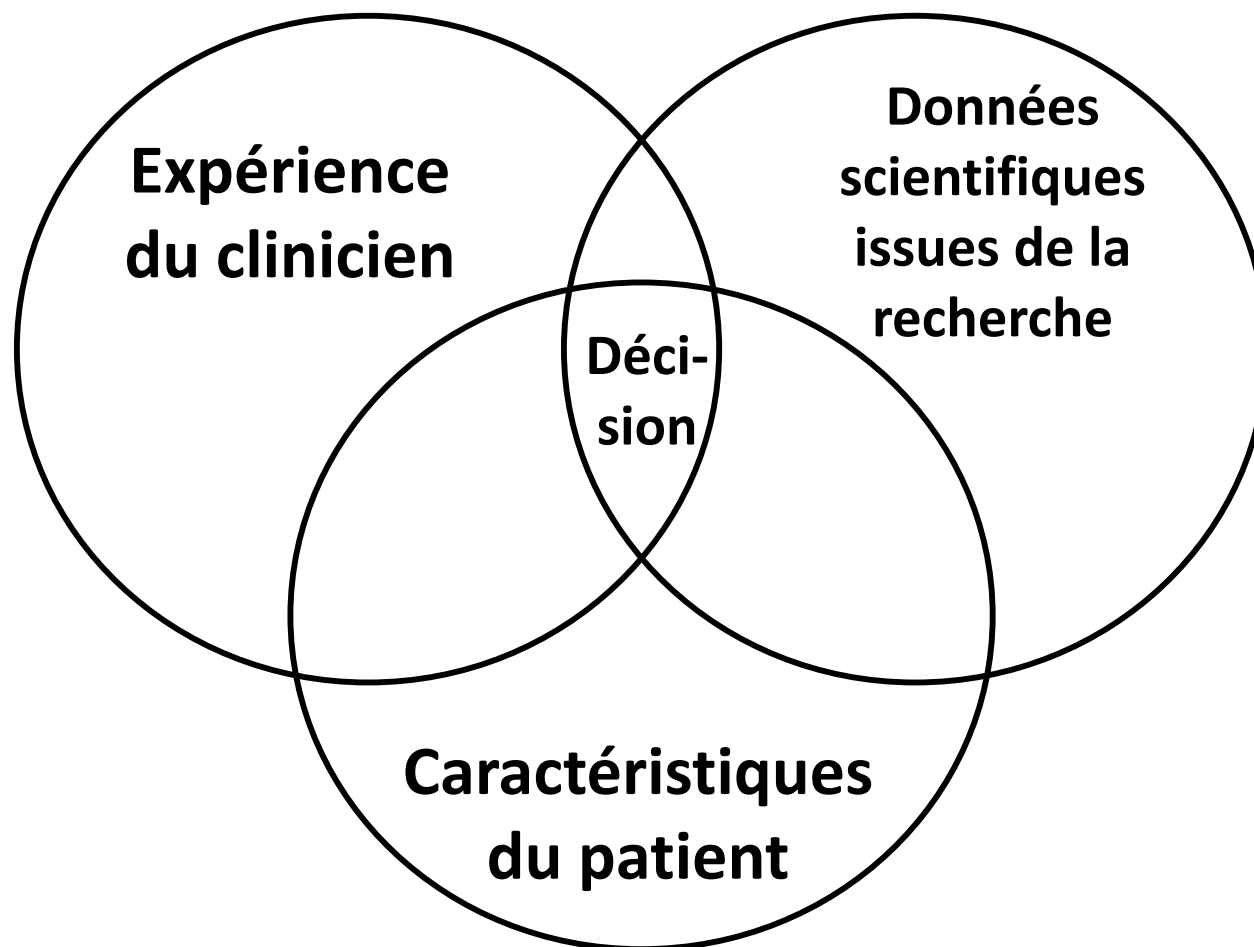 Expérience
du clinicien
Données
scientifiques
issues de la
recherche
Déci-
sion
Caractéristiques
du patient